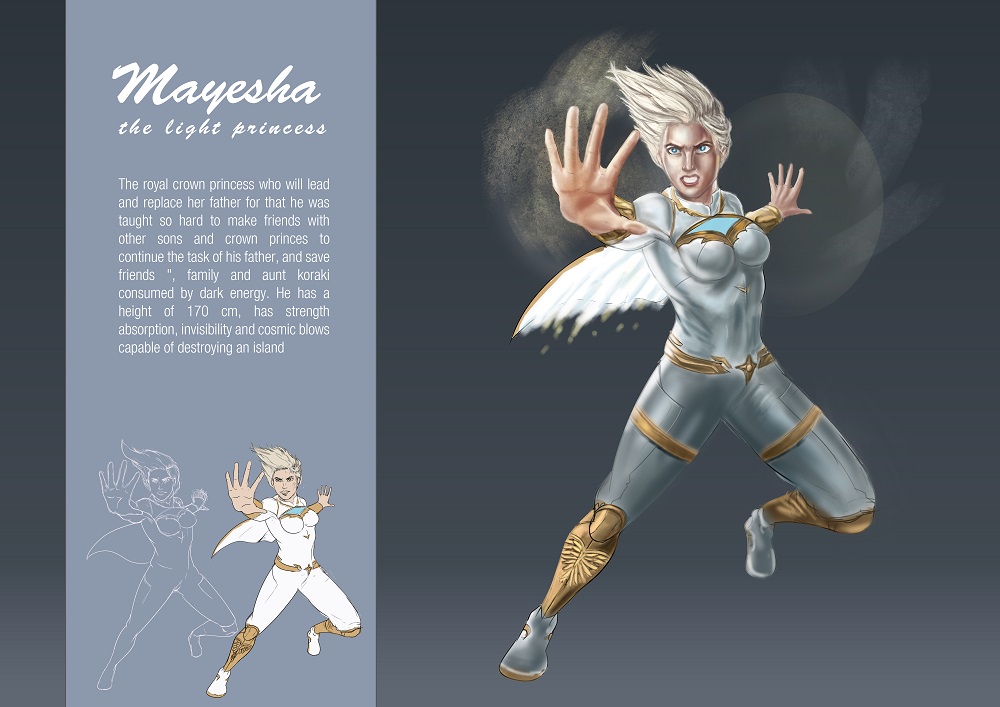 Mayesha
the light princess
The royal crown princess who will lead
and replace her father for that he was
taught so hard to make friends with
other sons and crown princes to
continue the task of his father, and save
friends ", family and aunt koraki
consumed by dark energy. He has a
height of 170 cm, has strength
absorption, invisibility and cosmic blows
capable of destroying an island